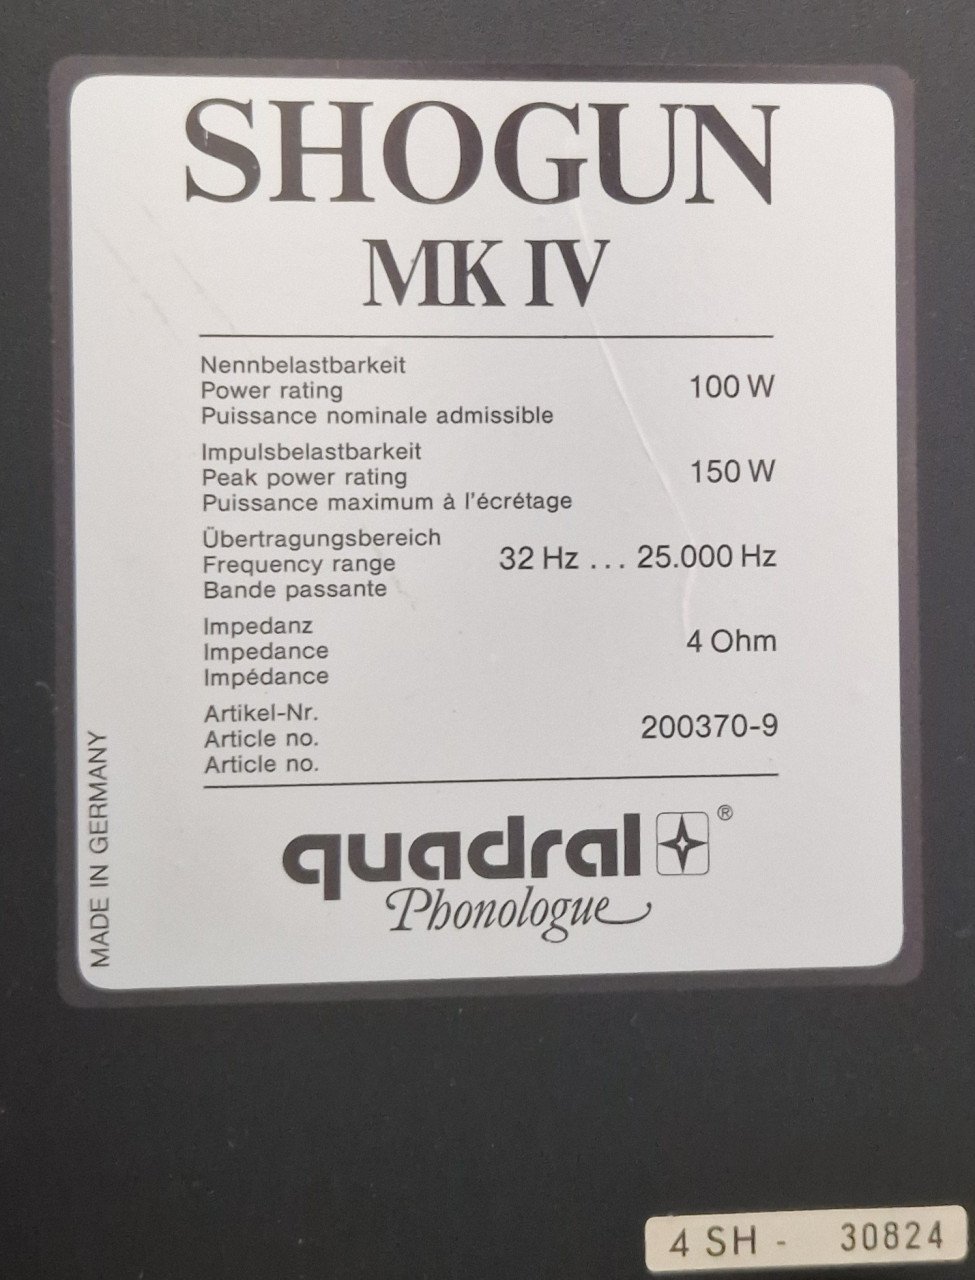 SHOGUN
MK IV
Nennbelastbarkeit
Power rating
Puissance nominale admissible
100 W
Impulsbelastbarkeit
Peak power rating
Puissance maximum à l'écrétage
150 W
Übertragungsbereich
Frequency range
Bande passante
32 Hz ... 25.000 Hz
Impedanz
Impedance
Impédance
4 Ohm
Artikel-Nr.
Article no.
Article no.
200370-9
MADE IN GERMANY
quadral ®
Phonologue
4 SH - 30824